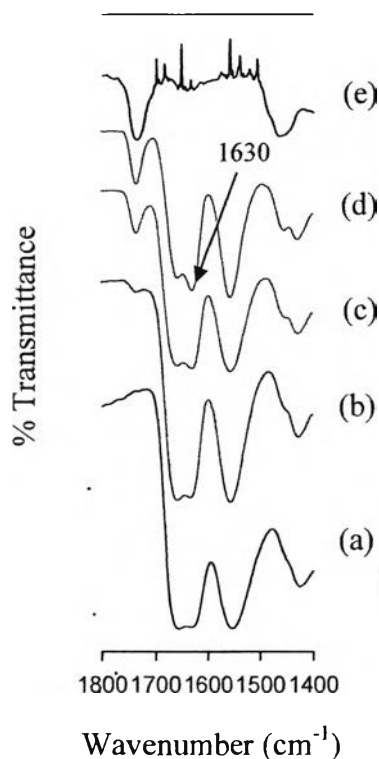 (e)
1630
(d)
(c)
(b)
(a)
% Transmittance
1800 1700 1600 1500 1400
Wavenumber (cm⁻¹)